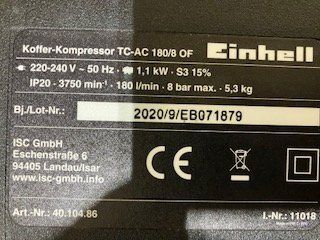 Koffer-Kompressor TC-AC 180/8 OF
Einhell
220-240 V ~ 50 Hz · 1,1 kW · S3 15%
IP20 · 3750 min⁻¹ · 180 l/min · 8 bar max. · 5,3 kg
Bj./Lot-Nr.: 2020/9/EB071879
ISC GmbH
Eschenstraße 6
94405 Landau/Isar
www.isc-gmbh.info
CE
Art.-Nr.: 40.104.86
I.-Nr.: 11018